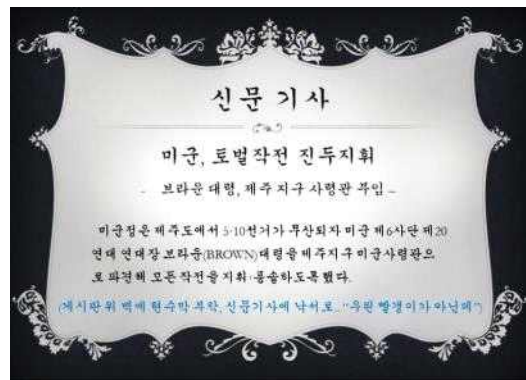 신문 기사
미군, 토벌작전 진두지휘
- 브라운 대령, 제주 지구 사령관 부임 -
미군정은 제주도에서 5·10선거가 무산되자 미군 제6사단 제20
연대 연대장 브라운(BROWN)대령을 제주지구 미군사령관으
로 파견해 모든 작전을 지휘·통솔하도록 했다.
(게시판 위 벽에 현수막 부착, 신문기사에 낙서로.. "우린 빨갱이가 아닌데")